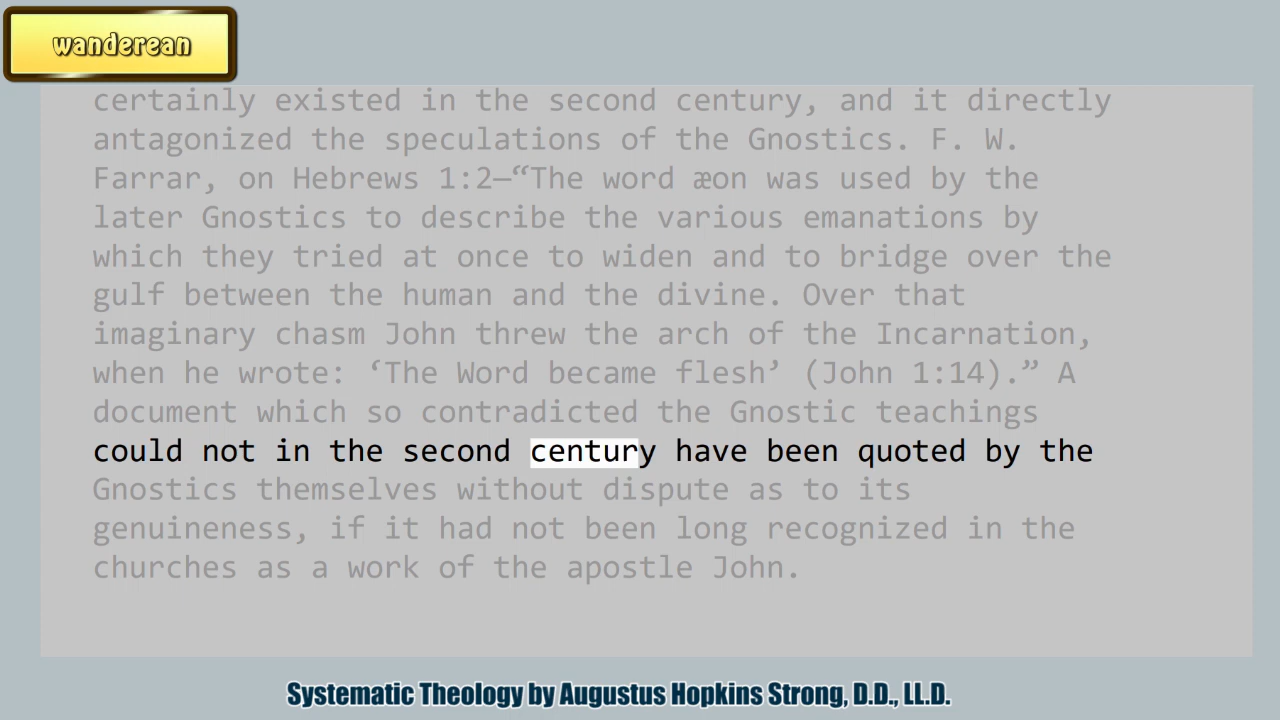 wanderean
certainly existed in the second century, and it directly
antagonized the speculations of the Gnostics. F. W.
Farrar, on Hebrews 1:2—“The word æon was used by the
later Gnostics to describe the various emanations by
which they tried at once to widen and to bridge over the
gulf between the human and the divine. Over that
imaginary chasm John threw the arch of the Incarnation,
when he wrote: ‘The Word became flesh’ (John 1:14).” A
document which so contradicted the Gnostic teachings
could not in the second century have been quoted by the
Gnostics themselves without dispute as to its
genuineness, if it had not been long recognized in the
churches as a work of the apostle John.
Systematic Theology by Augustus Hopkins Strong, D.D., LL.D.